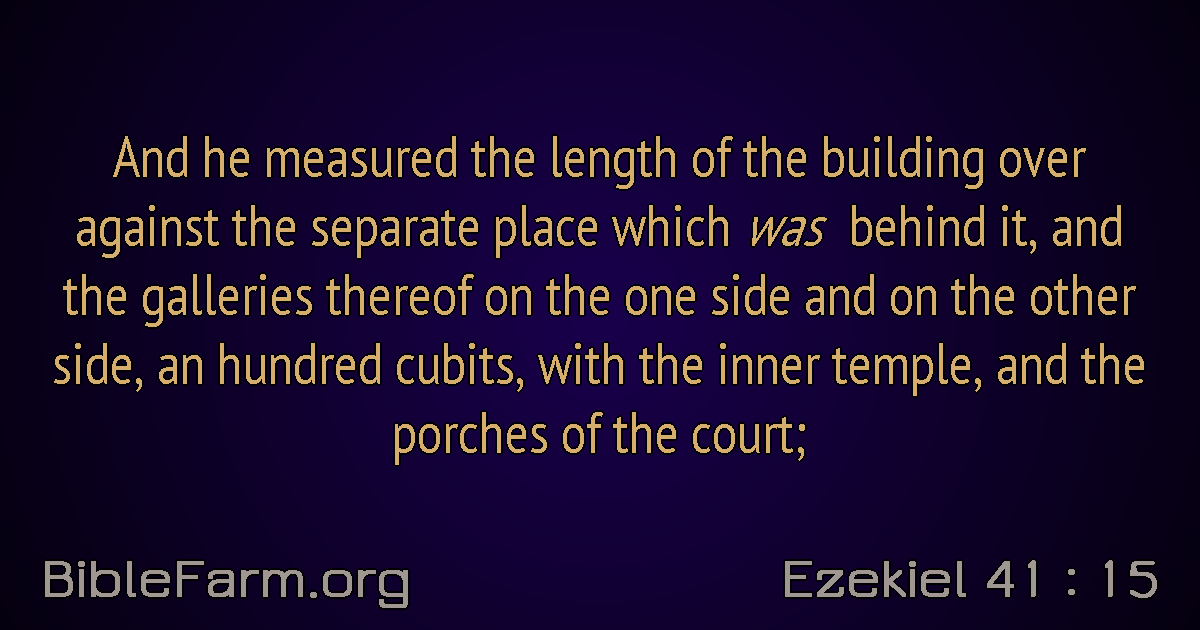 And he measured the length of the building over
against the separate place which was behind it, and
the galleries thereof on the one side and on the other
side, an hundred cubits, with the inner temple, and the
porches of the court;
BibleFarm.org
Ezekiel 41 : 15